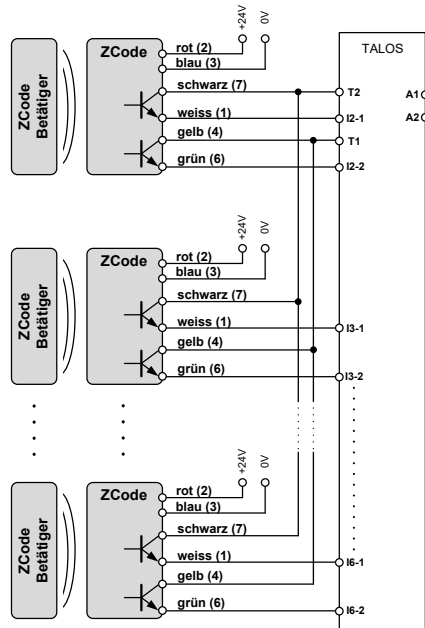 ZCode
Betätiger
ZCode
rot (2)
blau (3)
schwarz (7)
weiss (1)
gelb (4)
grün (6)
+24V
0V
TALOS
T2
I2-1
T1
I2-2
A1
A2
ZCode
Betätiger
ZCode
rot (2)
blau (3)
schwarz (7)
weiss (1)
gelb (4)
grün (6)
+24V
0V
I3-1
I3-2
ZCode
Betätiger
ZCode
rot (2)
blau (3)
schwarz (7)
weiss (1)
gelb (4)
grün (6)
+24V
0V
I6-1
I6-2